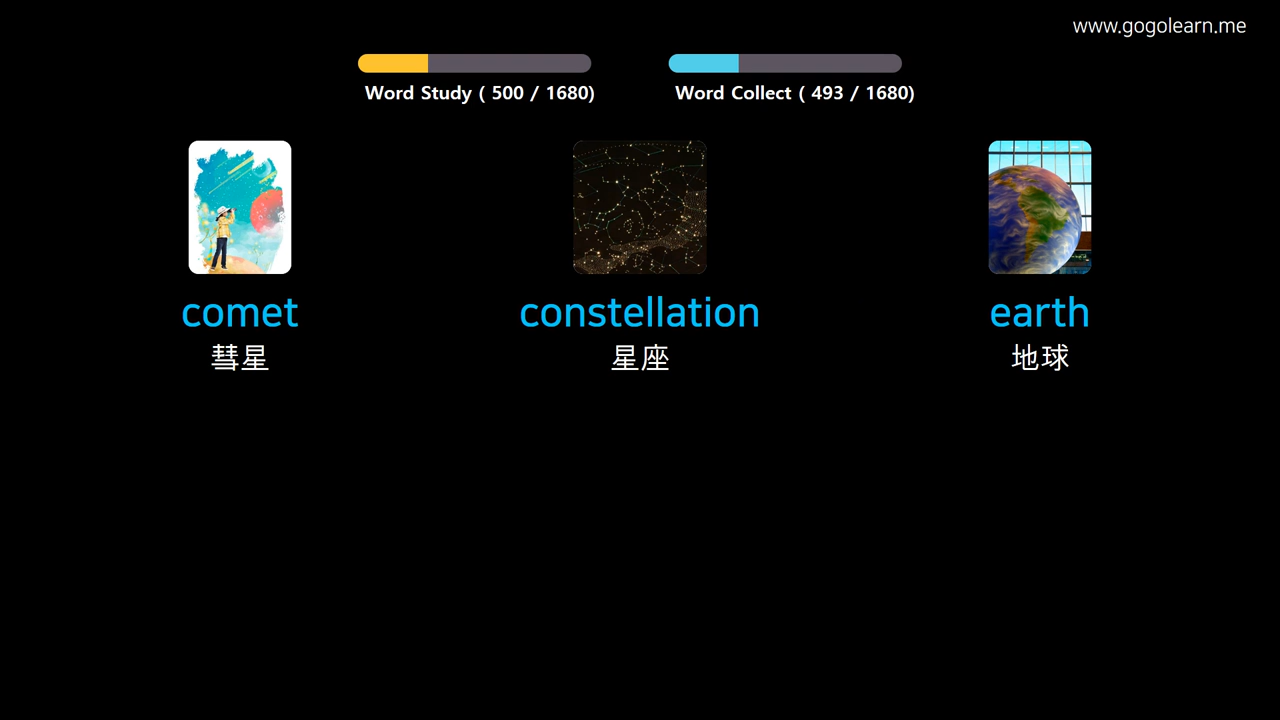 www.gogolearn.me
Word Study ( 500 / 1680)
Word Collect ( 493 / 1680)
comet
彗星
constellation
星座
earth
地球